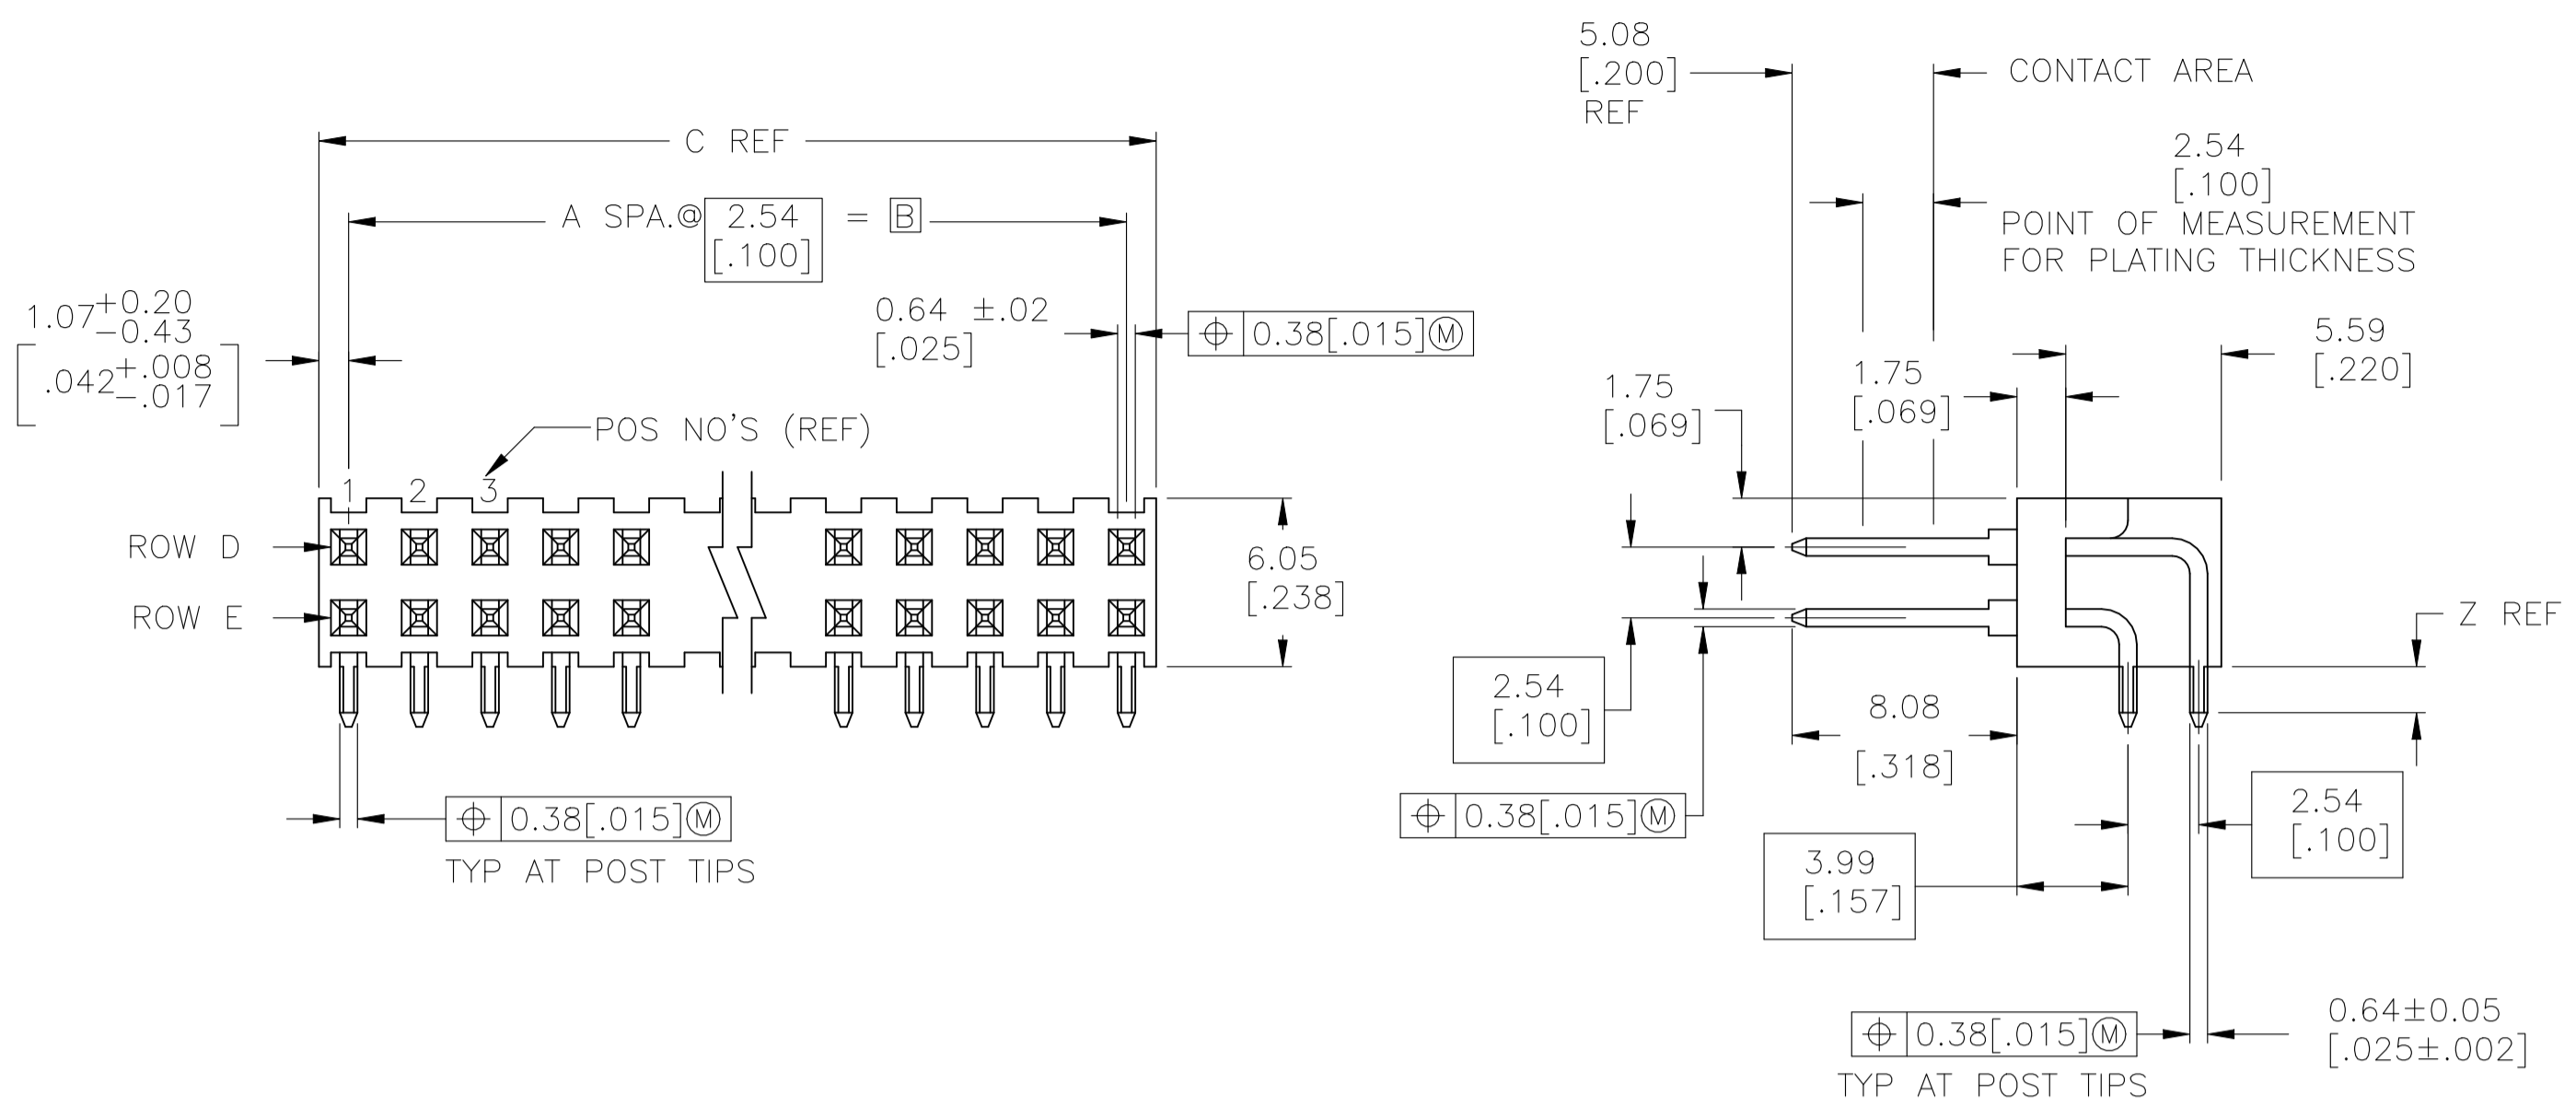 C REF
A SPA.@ 2.54 = B
[.100]
1.07+0.20
-0.43
[.042+.008
-.017]
0.64 ±.02
[.025]
⌖ 0.38[.015]Ⓜ
POS NO'S (REF)
1 2 3
ROW D
ROW E
6.05
[.238]
⌖ 0.38[.015]Ⓜ
TYP AT POST TIPS
5.08
[.200]
REF
CONTACT AREA
2.54
[.100]
POINT OF MEASUREMENT
FOR PLATING THICKNESS
5.59
[.220]
1.75
[.069]
1.75
[.069]
Z REF
2.54
[.100]
8.08
[.318]
⌖ 0.38[.015]Ⓜ
2.54
[.100]
3.99
[.157]
0.64±0.05
[.025±.002]
⌖ 0.38[.015]Ⓜ
TYP AT POST TIPS